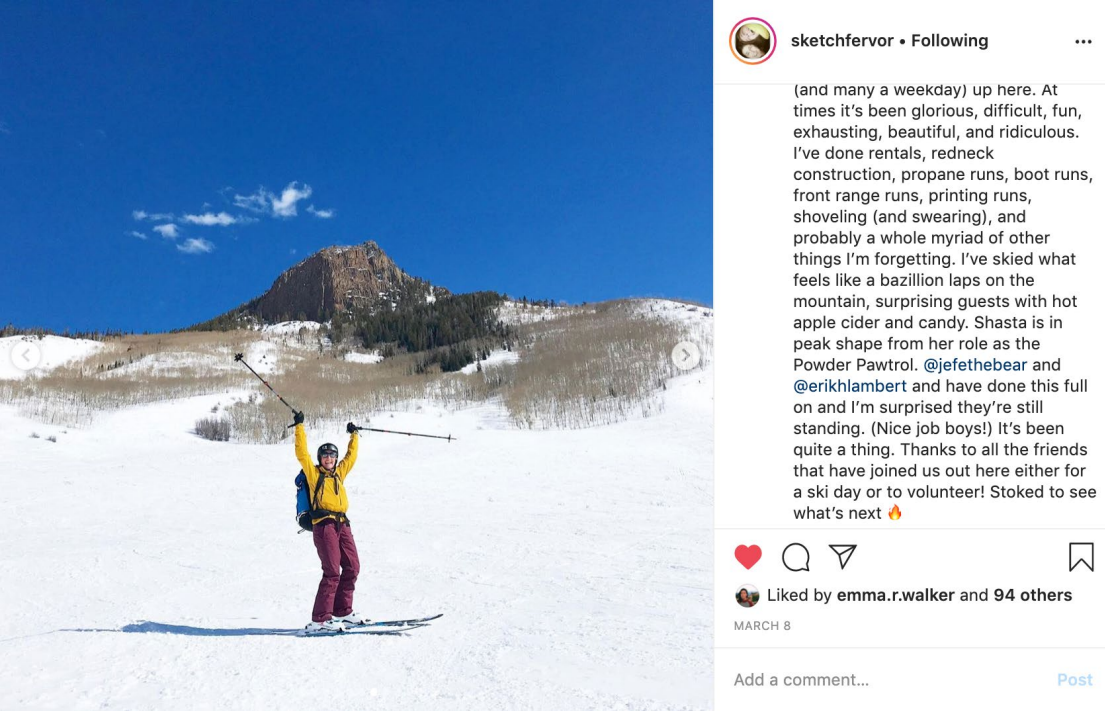 sketchfervor • Following
(and many a weekday) up here. At
times it’s been glorious, difficult, fun,
exhausting, beautiful, and ridiculous.
I’ve done rentals, redneck
construction, propane runs, boot runs,
front range runs, printing runs,
shoveling (and swearing), and
probably a whole myriad of other
things I’m forgetting. I’ve skied what
feels like a bazillion laps on the
mountain, surprising guests with hot
apple cider and candy. Shasta is in
peak shape from her role as the
Powder Pawtrol. @jefethebear and
@erikhlambert and have done this full
on and I’m surprised they’re still
standing. (Nice job boys!) It’s been
quite a thing. Thanks to all the friends
that have joined us out here either for
a ski day or to volunteer! Stoked to see
what’s next 🔥
Liked by emma.r.walker and 94 others
MARCH 8
Add a comment...
Post